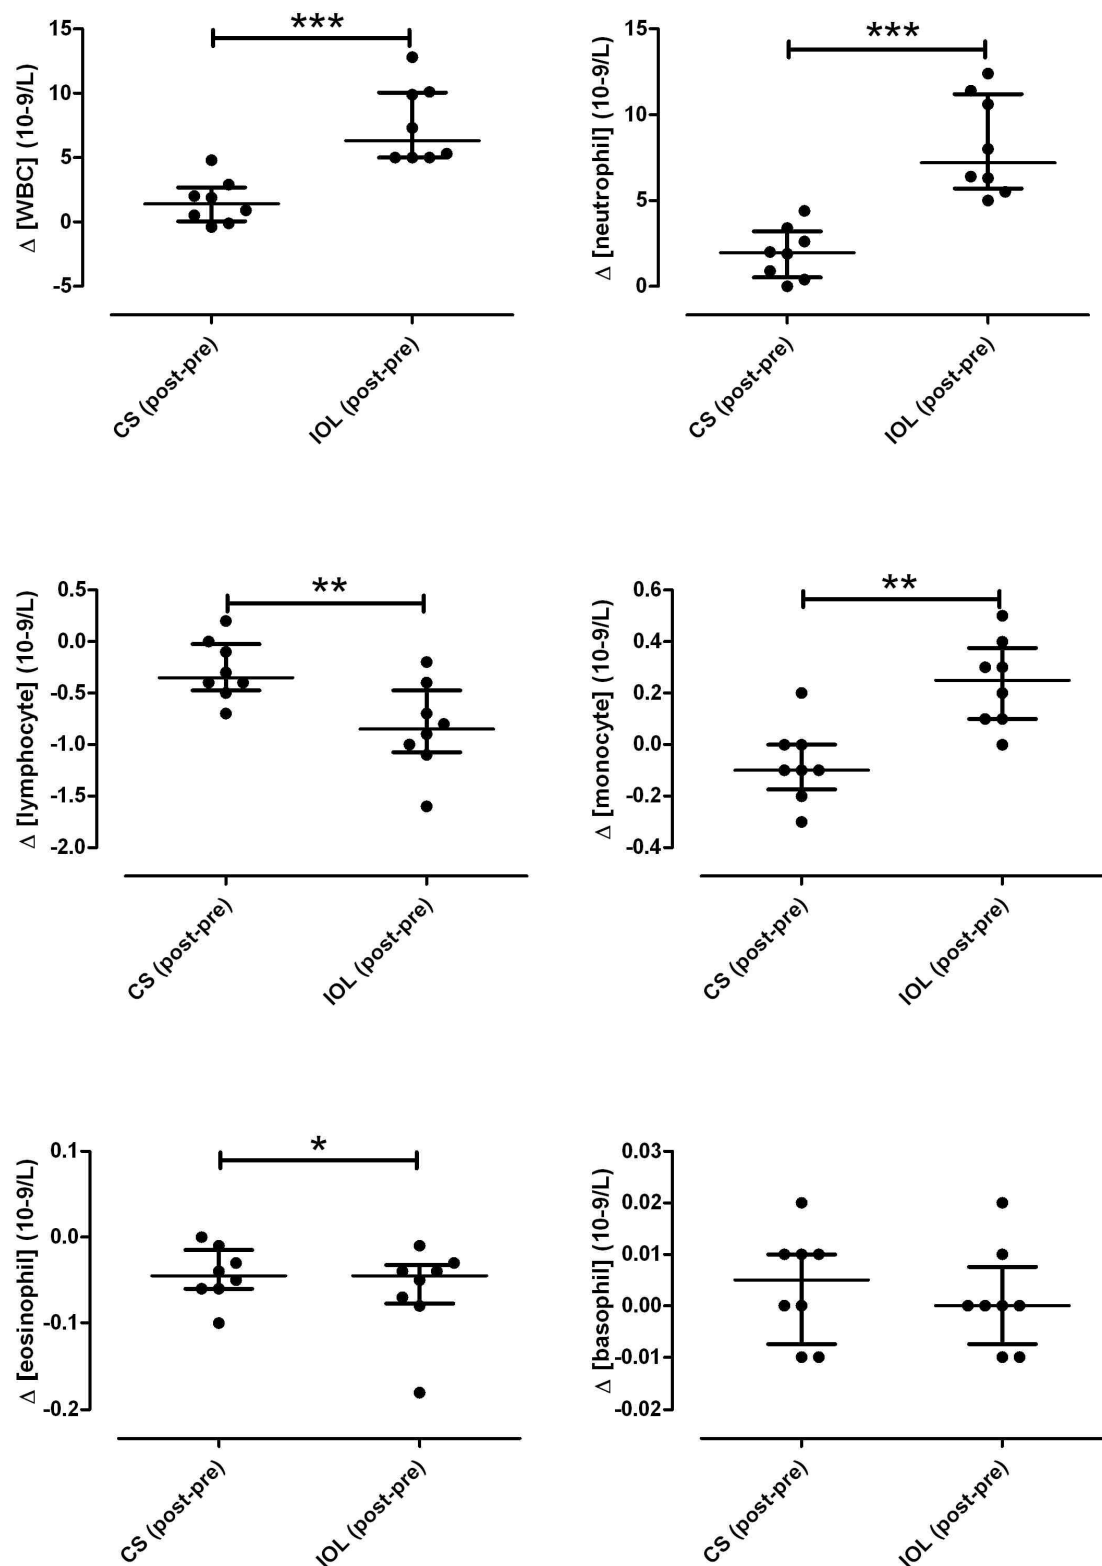 Δ [WBC] (10-9/L)
15
10
5
0
-5
***
CS (post-pre)
IOL (post-pre)
Δ [neutrophil] (10-9/L)
15
10
5
0
***
CS (post-pre)
IOL (post-pre)
Δ [lymphocyte] (10-9/L)
0.5
0.0
-0.5
-1.0
-1.5
-2.0
**
CS (post-pre)
IOL (post-pre)
Δ [monocyte] (10-9/L)
0.6
0.4
0.2
0.0
-0.2
-0.4
**
CS (post-pre)
IOL (post-pre)
Δ [eosinophil] (10-9/L)
0.1
0.0
-0.1
-0.2
*
CS (post-pre)
IOL (post-pre)
Δ [basophil] (10-9/L)
0.03
0.02
0.01
0.00
-0.01
-0.02
CS (post-pre)
IOL (post-pre)